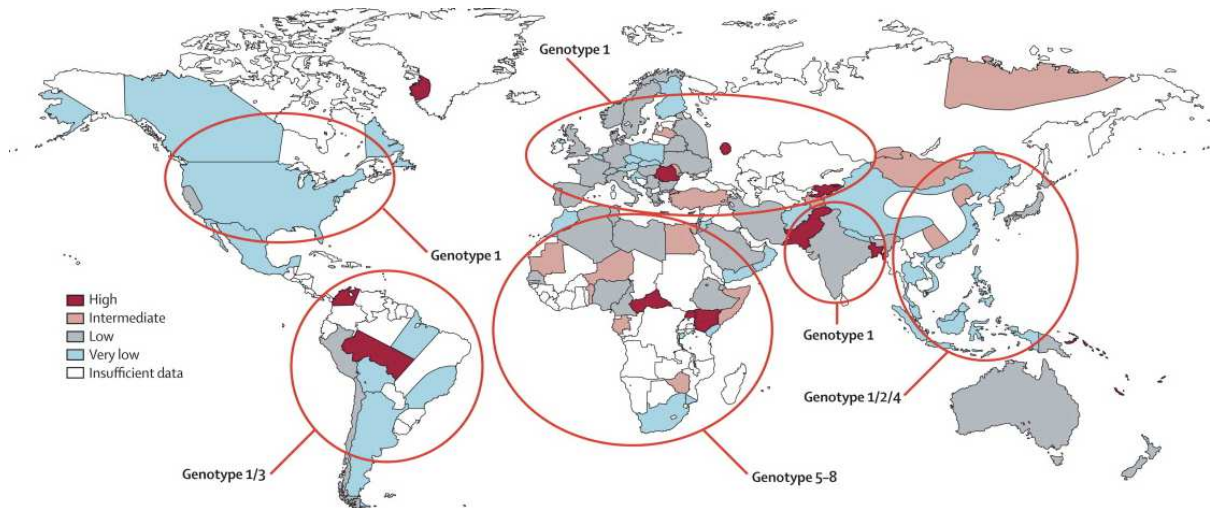 Genotype 1
Genotype 1
High
Intermediate
Low
Very low
Insufficient data
Genotype 1
Genotype 1/2/4
Genotype 1/3
Genotype 5–8